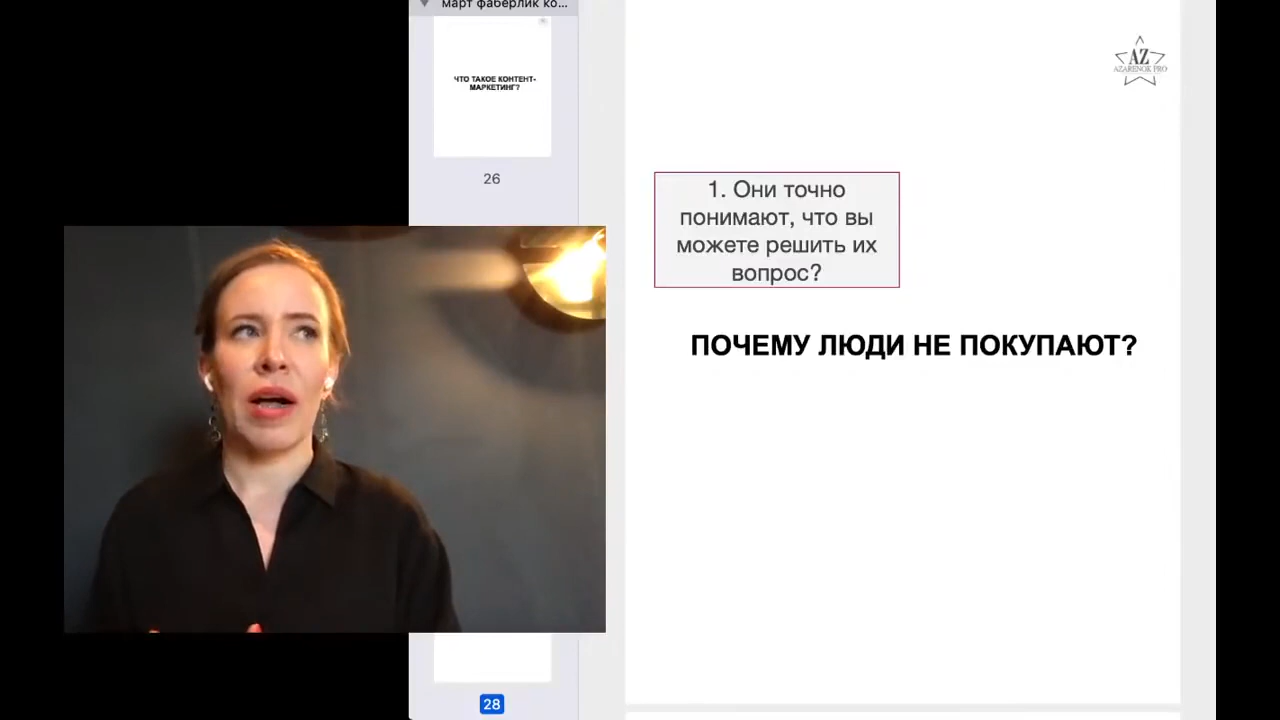 март фаберлик ко...
ЧТО ТАКОЕ КОНТЕНТ-
МАРКЕТИНГ?
26
28
AZ
AZARENOK PRO
1. Они точно
понимают, что вы
можете решить их
вопрос?
ПОЧЕМУ ЛЮДИ НЕ ПОКУПАЮТ?